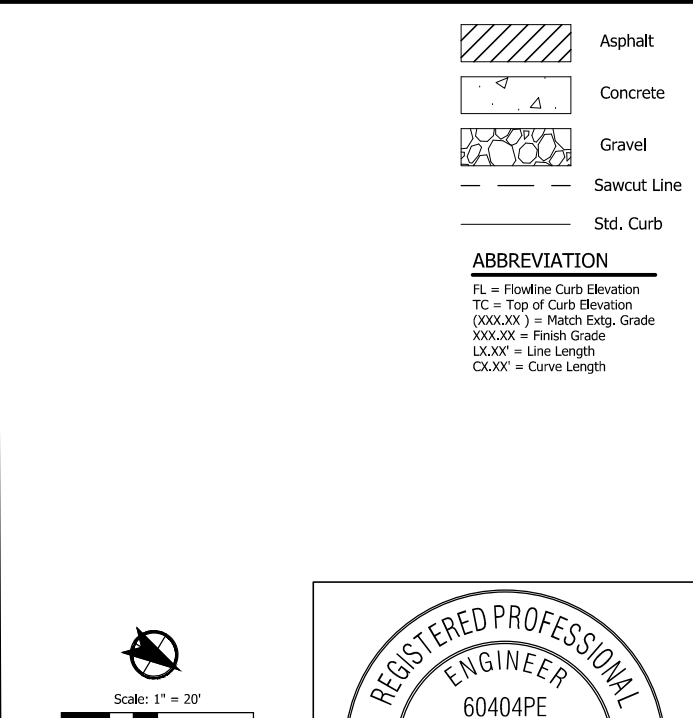 Asphalt
Concrete
Gravel
Sawcut Line
Std. Curb
ABBREVIATION
FL = Flowline Curb Elevation
TC = Top of Curb Elevation
(XXX.XX ) = Match Extg. Grade
XXX.XX = Finish Grade
LX.XX' = Line Length
CX.XX' = Curve Length
Scale: 1" = 20'
REGISTERED PROFESSIONAL
ENGINEER
60404PE